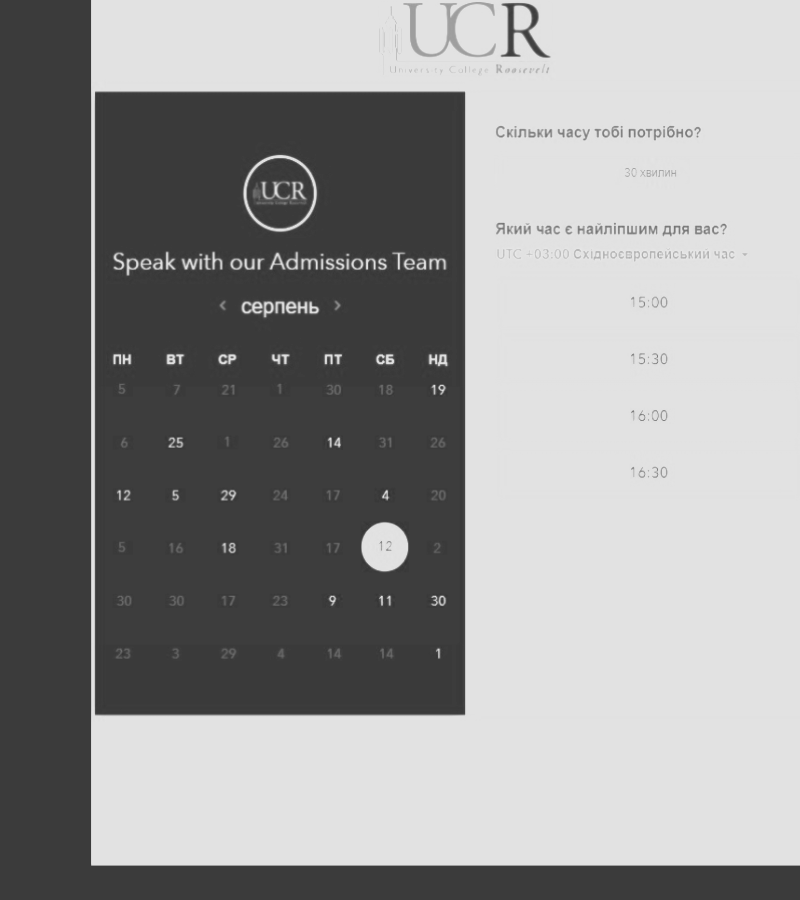 UCR
University College Roosevelt
UCR
Speak with our Admissions Team
< серпень >
ПН ВТ СР ЧТ ПТ СБ НД
5 7 21 1 30 18 19
6 25 1 26 14 31 26
12 5 29 24 17 4 20
5 16 18 31 17 12 2
30 30 17 23 9 11 30
23 3 29 4 14 14 1
Скільки часу тобі потрібно?
30 хвилин
Який час є найліпшим для вас?
UTC +03:00 Східноєвропейський час
15:00
15:30
16:00
16:30